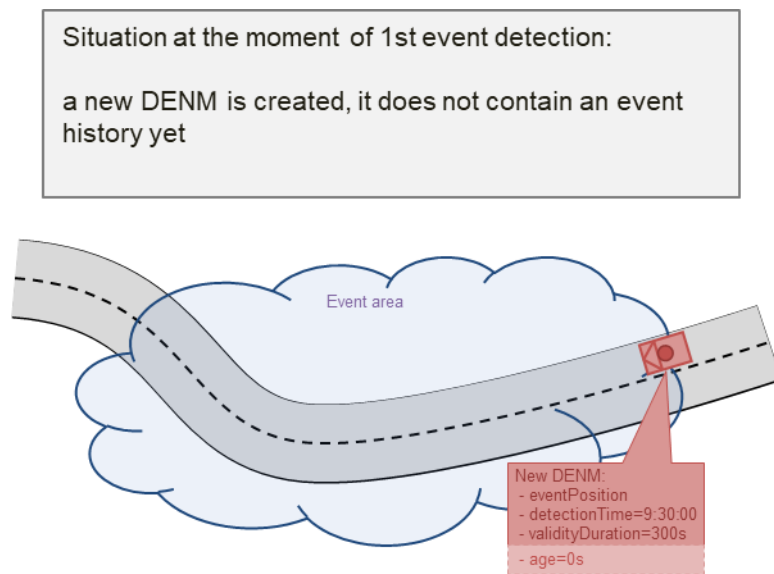 Situation at the moment of 1st event detection:
a new DENM is created, it does not contain an event
history yet
Event area
New DENM:
- eventPosition
- detectionTime=9:30:00
- validityDuration=300s
- age=0s